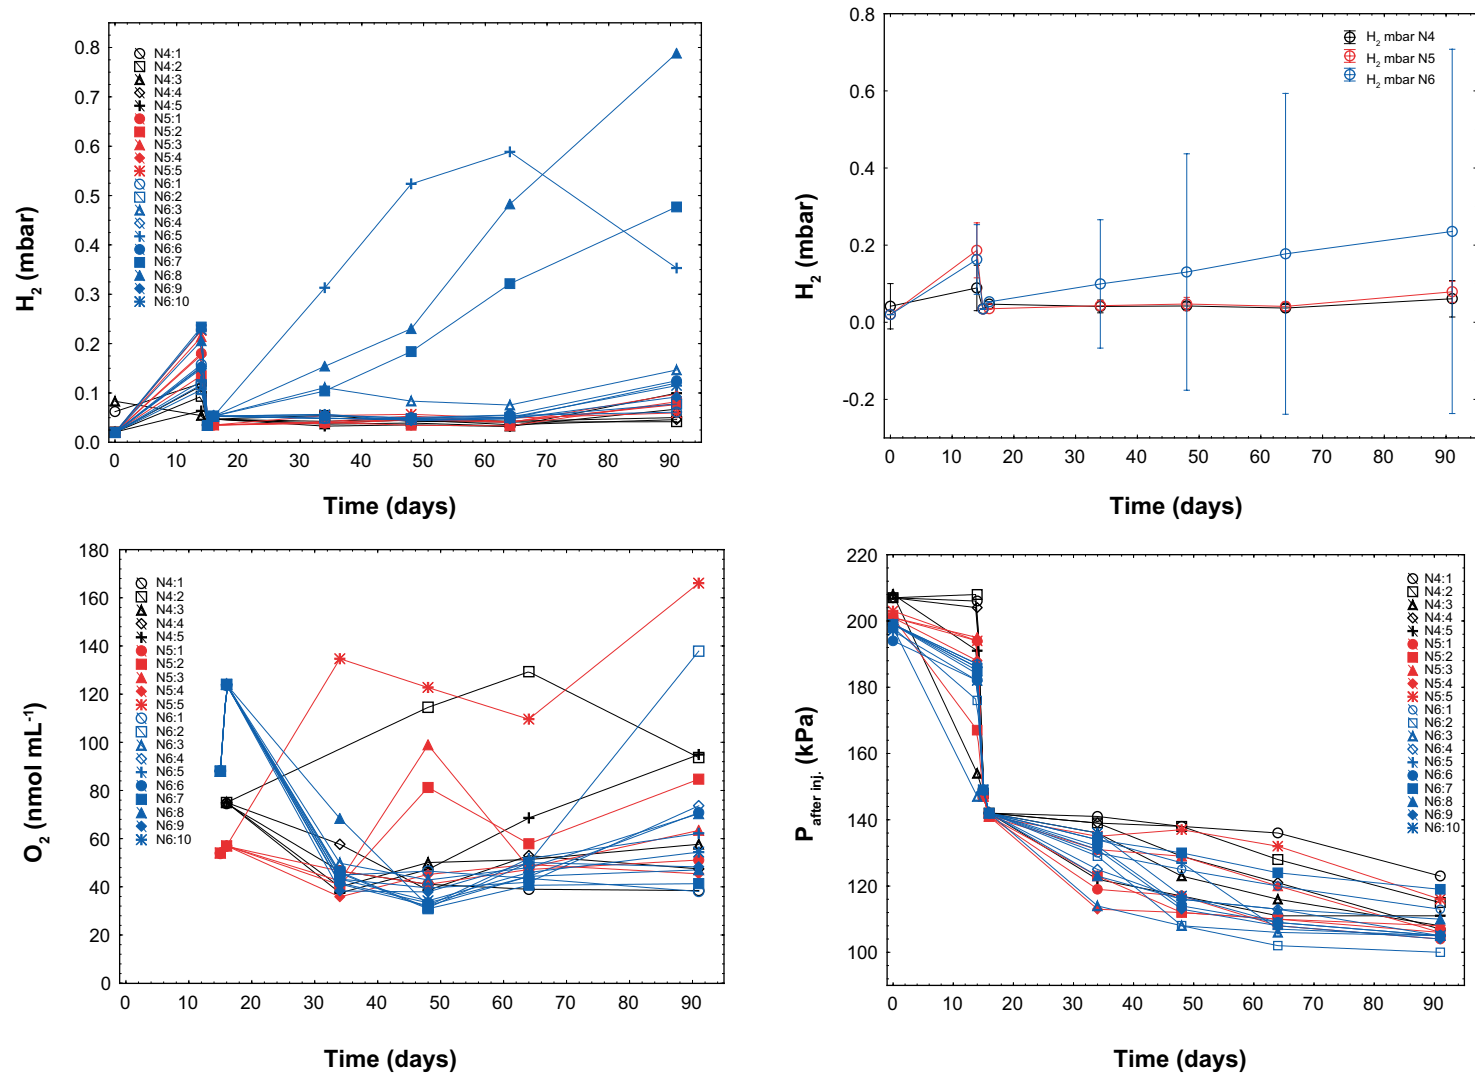 H2 (mbar)
0.8
0.7
0.6
0.5
0.4
0.3
0.2
0.1
0.0
N4:1
N4:2
N4:3
N4:4
N4:5
N5:1
N5:2
N5:3
N5:4
N5:5
N6:1
N6:2
N6:3
N6:4
N6:5
N6:6
N6:7
N6:8
N6:9
N6:10
0 10 20 30 40 50 60 70 80 90
Time (days)
H2 (mbar)
0.8
0.6
0.4
0.2
0.0
-0.2
H2 mbar N4
H2 mbar N5
H2 mbar N6
0 10 20 30 40 50 60 70 80 90
Time (days)
O2 (nmol mL-1)
180
160
140
120
100
80
60
40
20
0
N4:1
N4:2
N4:3
N4:4
N4:5
N5:1
N5:2
N5:3
N5:4
N5:5
N6:1
N6:2
N6:3
N6:4
N6:5
N6:6
N6:7
N6:8
N6:9
N6:10
0 10 20 30 40 50 60 70 80 90
Time (days)
Pafter inj. (kPa)
220
200
180
160
140
120
100
N4:1
N4:2
N4:3
N4:4
N4:5
N5:1
N5:2
N5:3
N5:4
N5:5
N6:1
N6:2
N6:3
N6:4
N6:5
N6:6
N6:7
N6:8
N6:9
N6:10
0 10 20 30 40 50 60 70 80 90
Time (days)